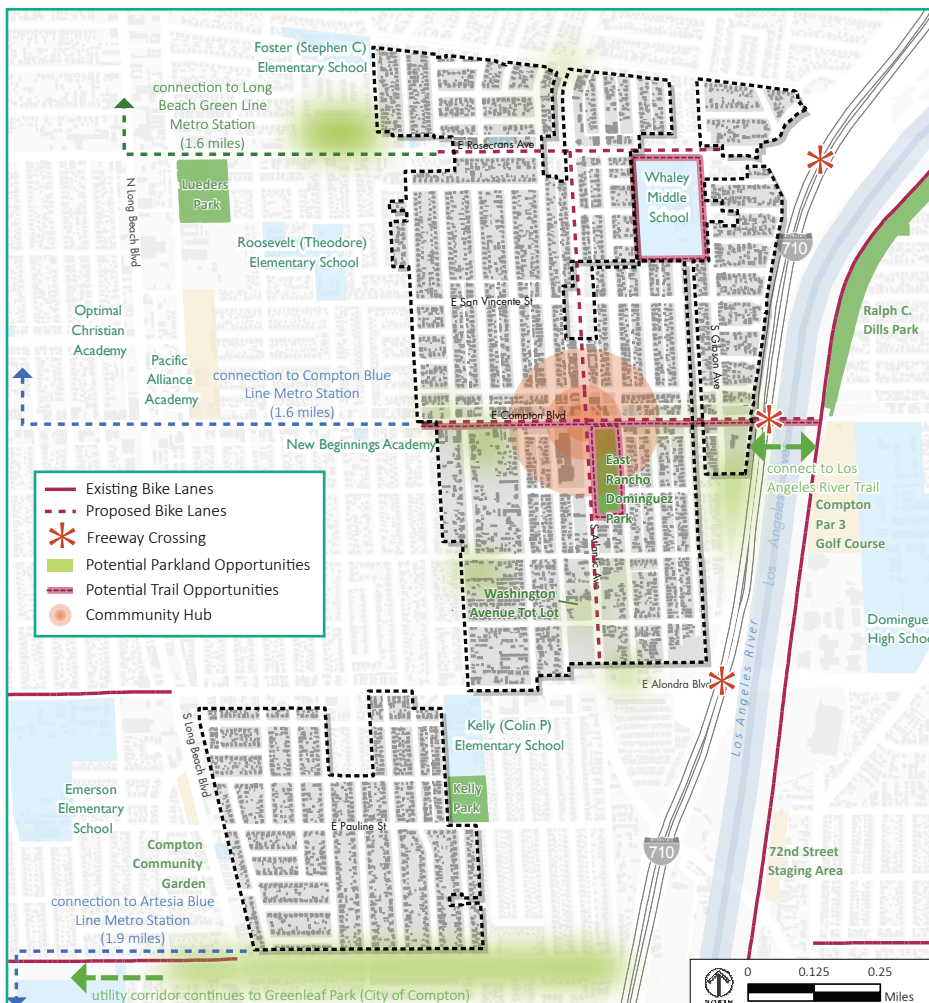 Foster (Stephen C)
Elementary School
connection to Long
Beach Green Line
Metro Station
(1.6 miles)
E Rosecrans Ave
Lueders
Park
N Long Beach Blvd
Whaley
Middle
School
710
Roosevelt (Theodore)
Elementary School
E San Vincente St
S Gibson Ave
Ralph C.
Dills Park
Optimal
Christian
Academy
Pacific
Alliance
Academy
connection to Compton Blue
Line Metro Station
(1.6 miles)
E Compton Blvd
New Beginnings Academy
East
Rancho
Dominguez
Park
connect to Los
Angeles River Trail
Compton
Par 3
Golf Course
Existing Bike Lanes
Proposed Bike Lanes
Freeway Crossing
Potential Parkland Opportunities
Potential Trail Opportunities
Commmunity Hub
S Atlantic Ave
Washington
Avenue Tot Lot
Los Angeles River
Dominguez
High School
E Alondra Blvd
Los Angeles River
S Long Beach Blvd
Kelly (Colin P)
Elementary School
Kelly
Park
Emerson
Elementary
School
E Pauline St
710
Compton
Community
Garden
72nd Street
Staging Area
connection to Artesia Blue
Line Metro Station
(1.9 miles)
utility corridor continues to Greenleaf Park (City of Compton)
NORTH
0 0.125 0.25
Miles